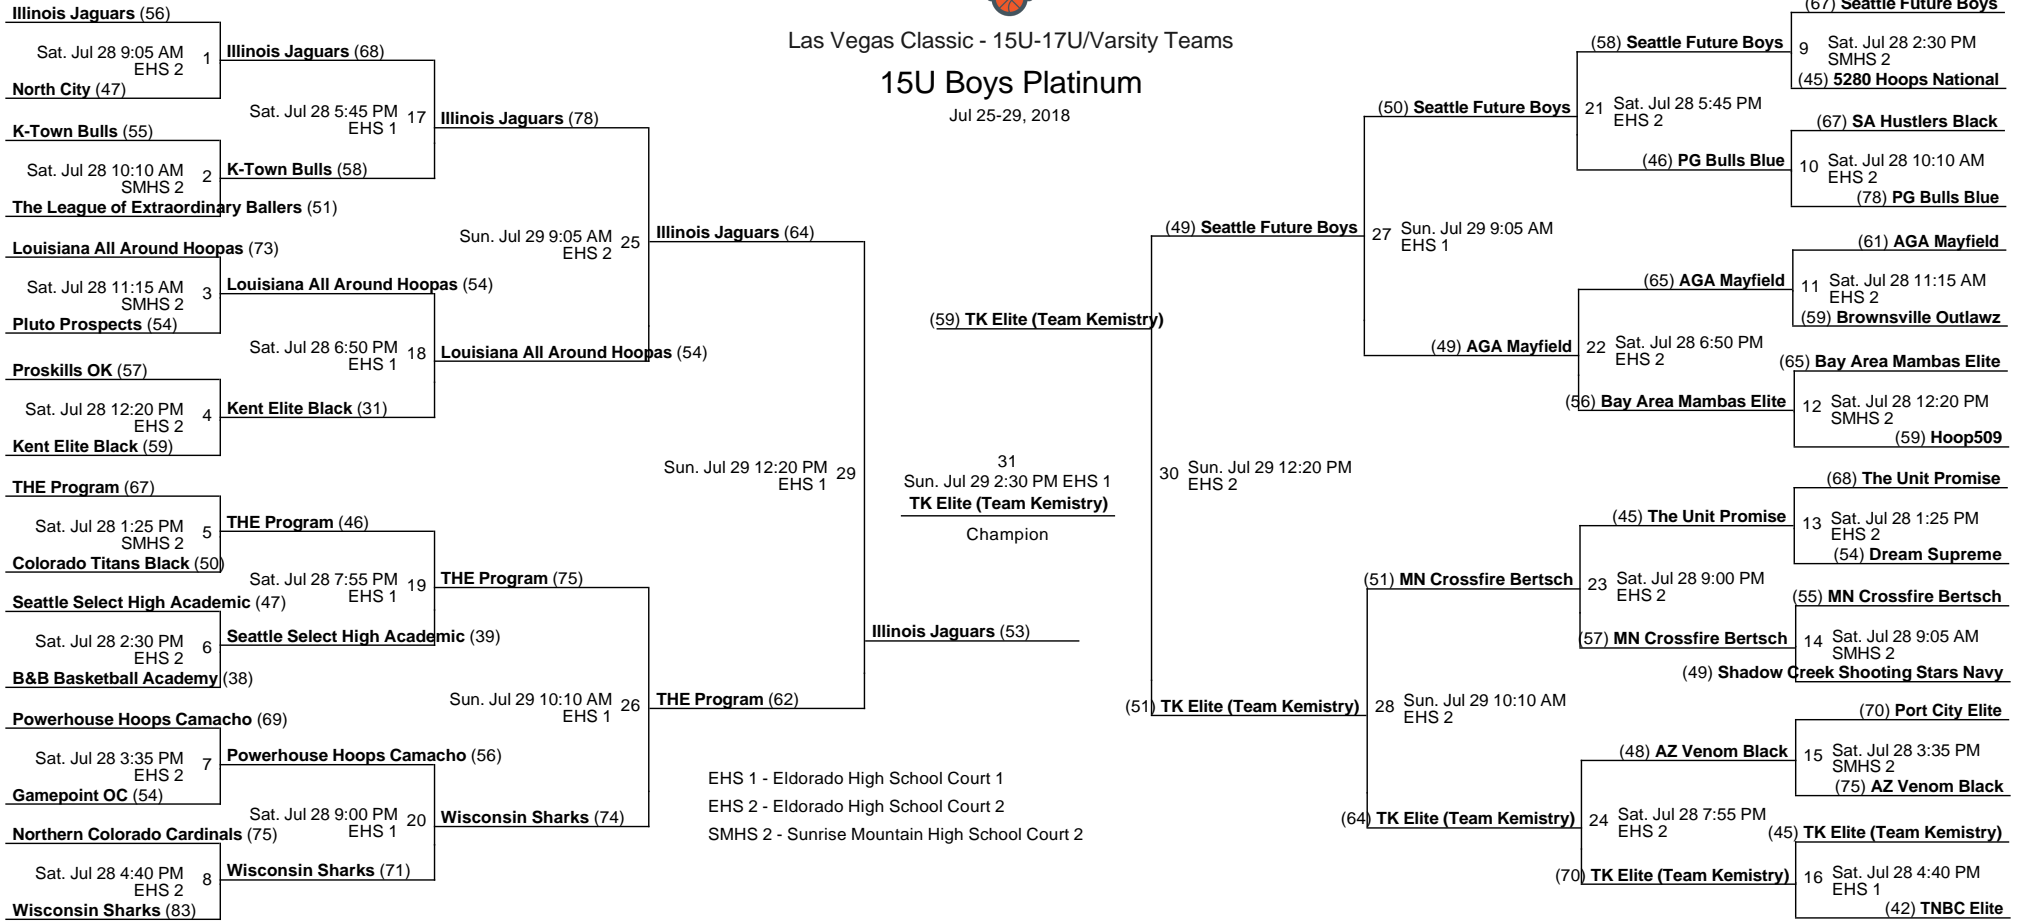 Las Vegas Classic - 15U-17U/Varsity Teams
15U Boys Platinum
Jul 25-29, 2018
Illinois Jaguars (56)
Sat. Jul 28 9:05 AM 1
EHS 2
North City (47)
K-Town Bulls (55)
Sat. Jul 28 10:10 AM 2
SMHS 2
The League of Extraordinary Ballers (51)
Louisiana All Around Hoopas (73)
Sat. Jul 28 11:15 AM 3
SMHS 2
Pluto Prospects (54)
Proskills OK (57)
Sat. Jul 28 12:20 PM 4
EHS 2
Kent Elite Black (59)
THE Program (67)
Sat. Jul 28 1:25 PM 5
SMHS 2
Colorado Titans Black (50)
Seattle Select High Academic (47)
Sat. Jul 28 2:30 PM 6
EHS 2
B&B Basketball Academy (38)
Powerhouse Hoops Camacho (69)
Sat. Jul 28 3:35 PM 7
EHS 2
Gamepoint OC (54)
Northern Colorado Cardinals (75)
Sat. Jul 28 4:40 PM 8
EHS 2
Wisconsin Sharks (83)
Illinois Jaguars (68)
Sat. Jul 28 5:45 PM 17
EHS 1
K-Town Bulls (58)
Louisiana All Around Hoopas (54)
Sat. Jul 28 6:50 PM 18
EHS 1
Kent Elite Black (31)
THE Program (46)
Sat. Jul 28 7:55 PM 19
EHS 1
Seattle Select High Academic (39)
Powerhouse Hoops Camacho (56)
Sat. Jul 28 9:00 PM 20
EHS 1
Wisconsin Sharks (71)
Illinois Jaguars (78)
Sun. Jul 29 9:05 AM 25
EHS 2
Louisiana All Around Hoopas (54)
THE Program (75)
Sun. Jul 29 10:10 AM 26
EHS 1
Wisconsin Sharks (74)
Illinois Jaguars (64)
Sun. Jul 29 12:20 PM 29
EHS 1
THE Program (62)
Illinois Jaguars (53)
(59) TK Elite (Team Kemistry)
31
Sun. Jul 29 2:30 PM EHS 1
TK Elite (Team Kemistry)
Champion
EHS 1 - Eldorado High School Court 1
EHS 2 - Eldorado High School Court 2
SMHS 2 - Sunrise Mountain High School Court 2
(49) Seattle Future Boys
30 Sun. Jul 29 12:20 PM
EHS 2
(51) TK Elite (Team Kemistry)
(50) Seattle Future Boys
27 Sun. Jul 29 9:05 AM
EHS 1
(49) AGA Mayfield
(51) MN Crossfire Bertsch
28 Sun. Jul 29 10:10 AM
EHS 2
(64) TK Elite (Team Kemistry)
(58) Seattle Future Boys
21 Sat. Jul 28 5:45 PM
EHS 2
(46) PG Bulls Blue
(65) AGA Mayfield
22 Sat. Jul 28 6:50 PM
EHS 2
(56) Bay Area Mambas Elite
(45) The Unit Promise
23 Sat. Jul 28 9:00 PM
EHS 2
(57) MN Crossfire Bertsch
(48) AZ Venom Black
24 Sat. Jul 28 7:55 PM
EHS 2
(70) TK Elite (Team Kemistry)
(67) Seattle Future Boys
9 Sat. Jul 28 2:30 PM
SMHS 2
(45) 5280 Hoops National
(67) SA Hustlers Black
10 Sat. Jul 28 10:10 AM
EHS 2
(78) PG Bulls Blue
(61) AGA Mayfield
11 Sat. Jul 28 11:15 AM
EHS 2
(59) Brownsville Outlawz
(65) Bay Area Mambas Elite
12 Sat. Jul 28 12:20 PM
SMHS 2
(59) Hoop509
(68) The Unit Promise
13 Sat. Jul 28 1:25 PM
EHS 2
(54) Dream Supreme
(55) MN Crossfire Bertsch
14 Sat. Jul 28 9:05 AM
SMHS 2
(49) Shadow Creek Shooting Stars Navy
(70) Port City Elite
15 Sat. Jul 28 3:35 PM
SMHS 2
(75) AZ Venom Black
(45) TK Elite (Team Kemistry)
16 Sat. Jul 28 4:40 PM
EHS 1
(42) TNBC Elite